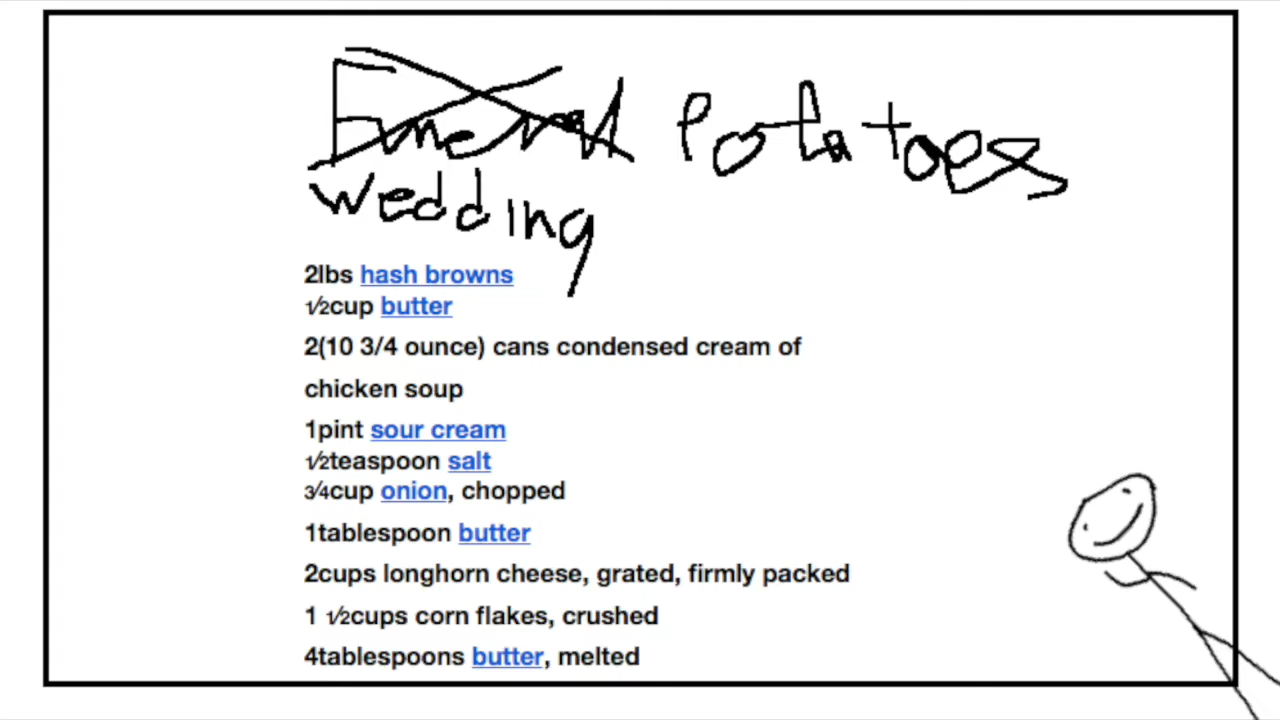 Funeral Potatoes
wedding
2lbs hash browns
½cup butter
2(10 3/4 ounce) cans condensed cream of
chicken soup
1pint sour cream
½teaspoon salt
¾cup onion, chopped
1tablespoon butter
2cups longhorn cheese, grated, firmly packed
1 ½cups corn flakes, crushed
4tablespoons butter, melted